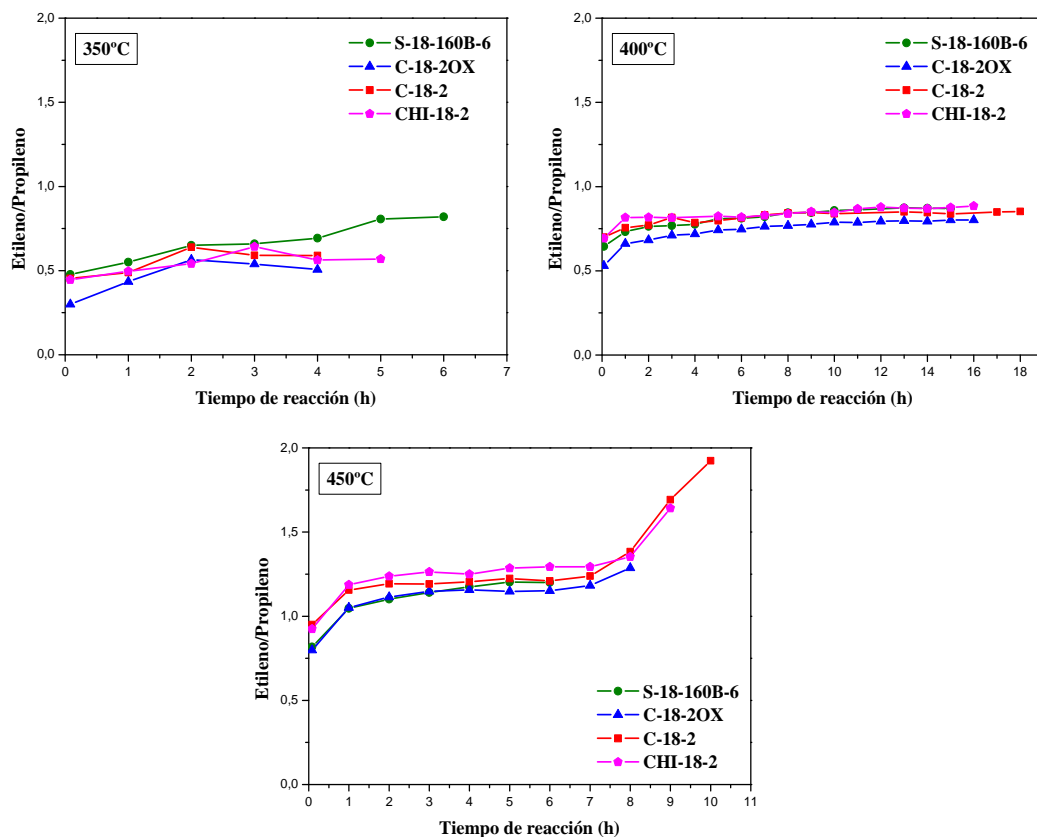 350ºC
S-18-160B-6
C-18-2OX
C-18-2
CHI-18-2
2,0
1,5
1,0
0,5
0,0
Etileno/Propileno
0 1 2 3 4 5 6 7
Tiempo de reacción (h)
400ºC
S-18-160B-6
C-18-2OX
C-18-2
CHI-18-2
2,0
1,5
1,0
0,5
0,0
Etileno/Propileno
0 2 4 6 8 10 12 14 16 18
Tiempo de reacción (h)
450ºC
2,0
1,5
1,0
0,5
0,0
Etileno/Propileno
S-18-160B-6
C-18-2OX
C-18-2
CHI-18-2
0 1 2 3 4 5 6 7 8 9 10 11
Tiempo de reacción (h)